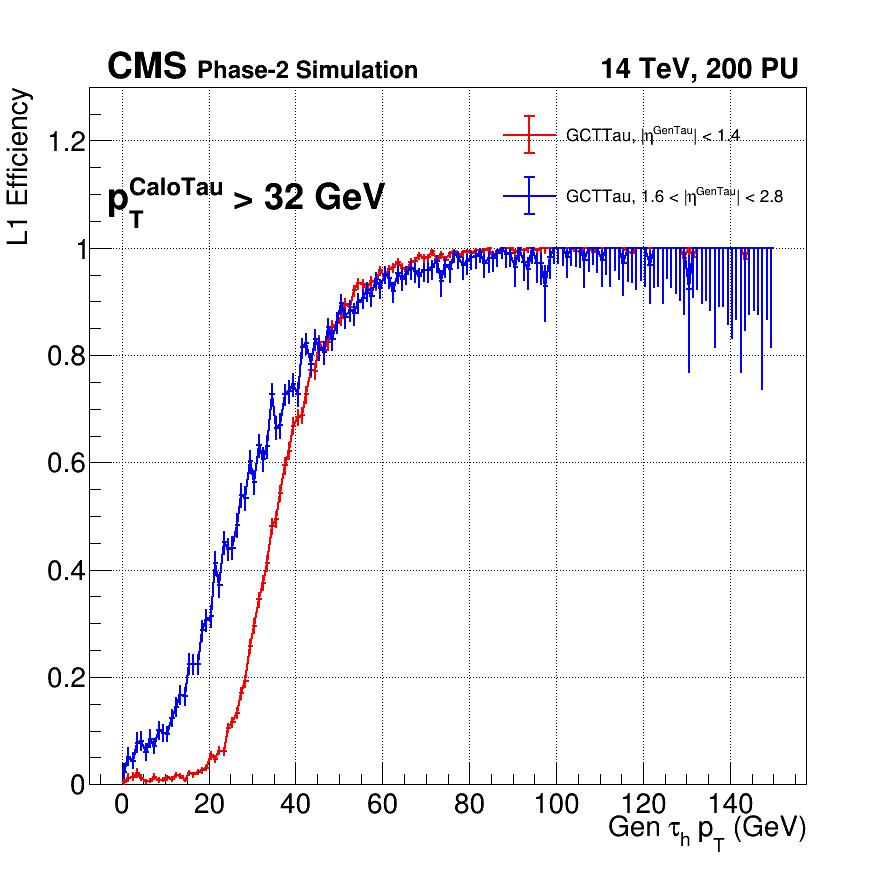 CMS Phase-2 Simulation 14 TeV, 200 PU
L1 Efficiency
GCTTau, |η^GenTau| < 1.4
GCTTau, 1.6 < |η^GenTau| < 2.8
p_T^CaloTau > 32 GeV
1.2
1
0.8
0.6
0.4
0.2
0
0 20 40 60 80 100 120 140
Gen τ_h p_T (GeV)